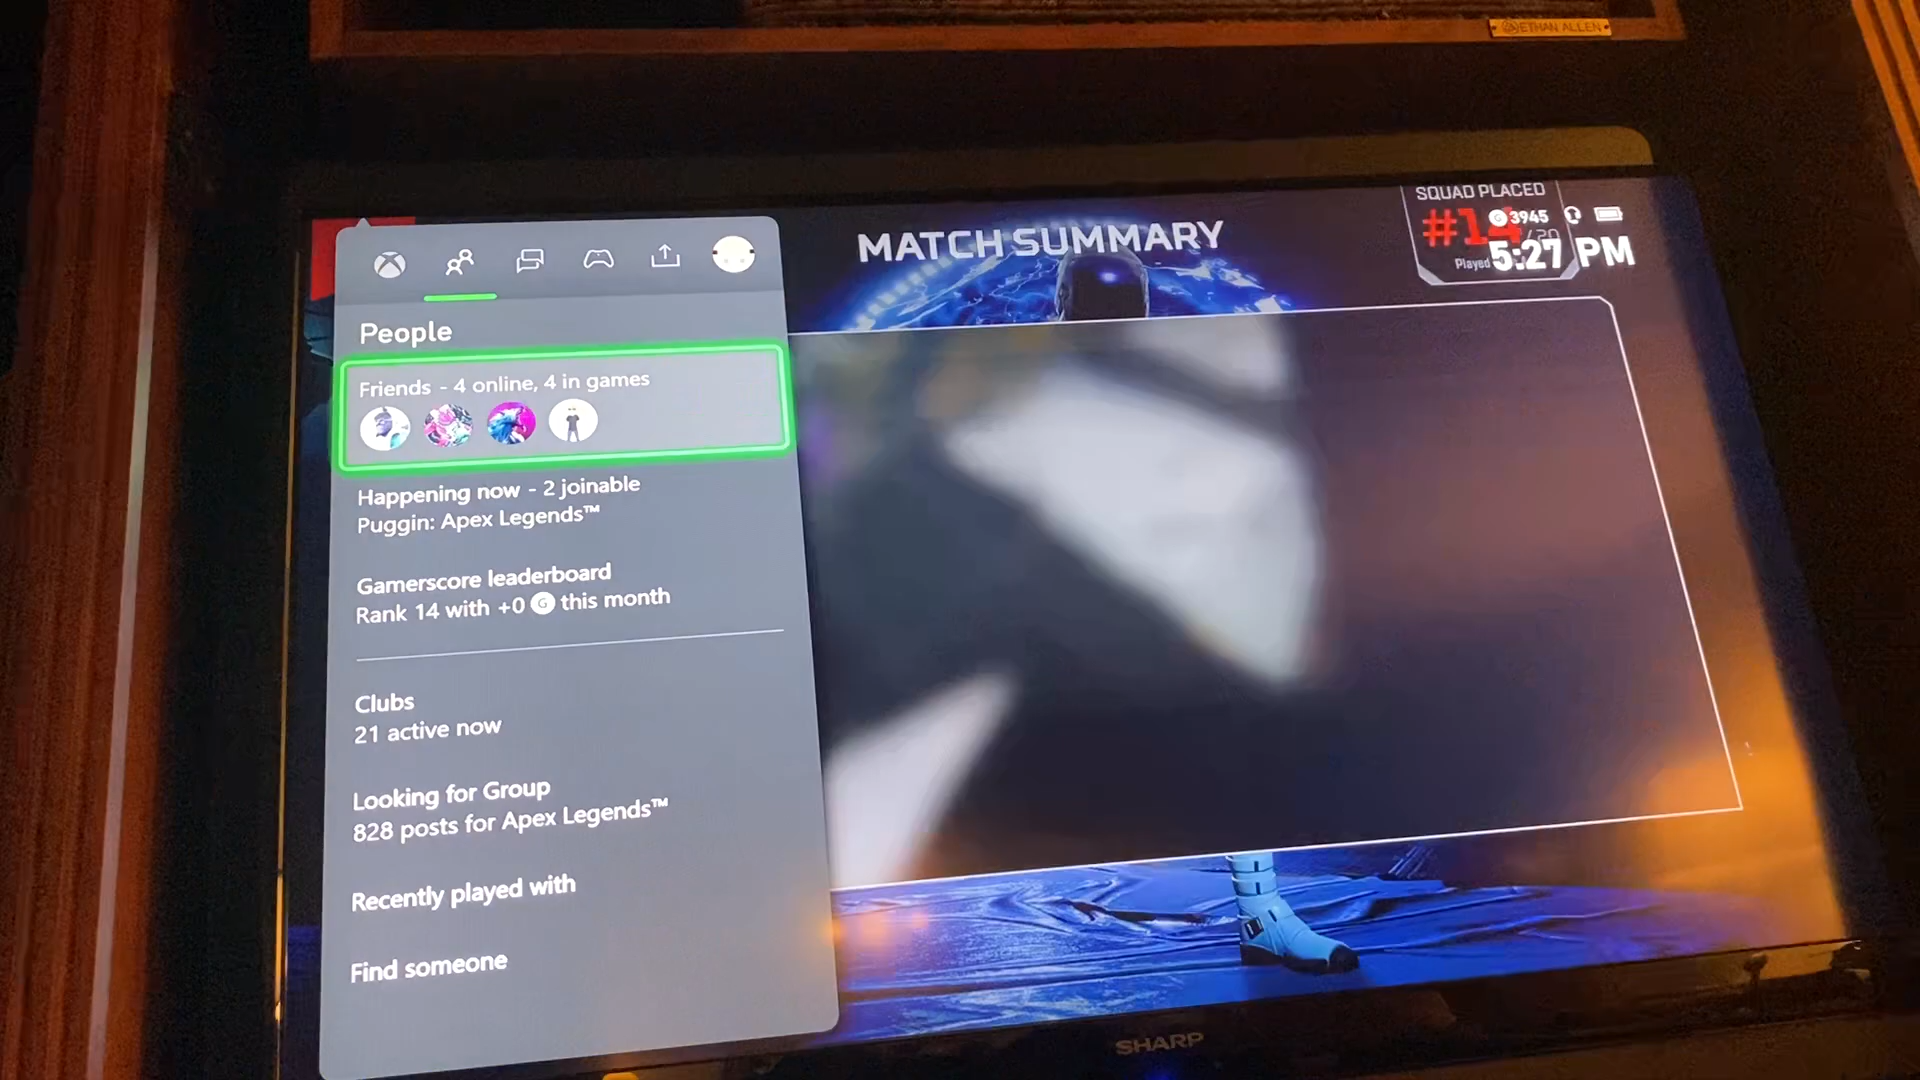 ETHAN ALLEN
SQUAD PLACED
#14
/20
3945
Played
5:27 PM
MATCH SUMMARY
People
Friends - 4 online, 4 in games
Happening now - 2 joinable
Puggin: Apex Legends™
Gamerscore leaderboard
Rank 14 with +0 G this month
Clubs
21 active now
Looking for Group
828 posts for Apex Legends™
Recently played with
Find someone
SHARP